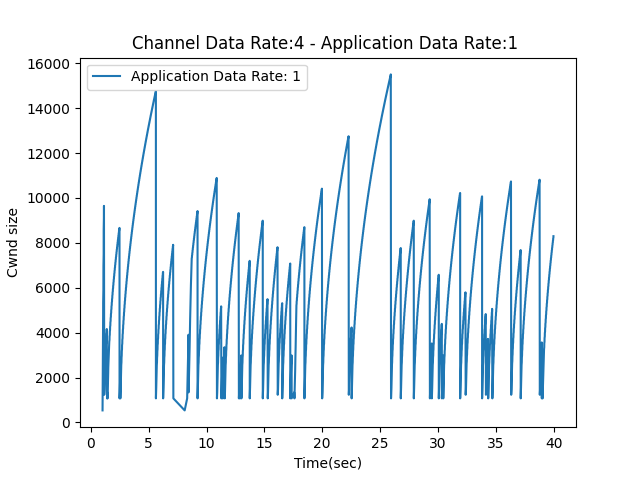 Channel Data Rate:4 - Application Data Rate:1
Application Data Rate: 1
Cwnd size
16000
14000
12000
10000
8000
6000
4000
2000
0
0 5 10 15 20 25 30 35 40
Time(sec)